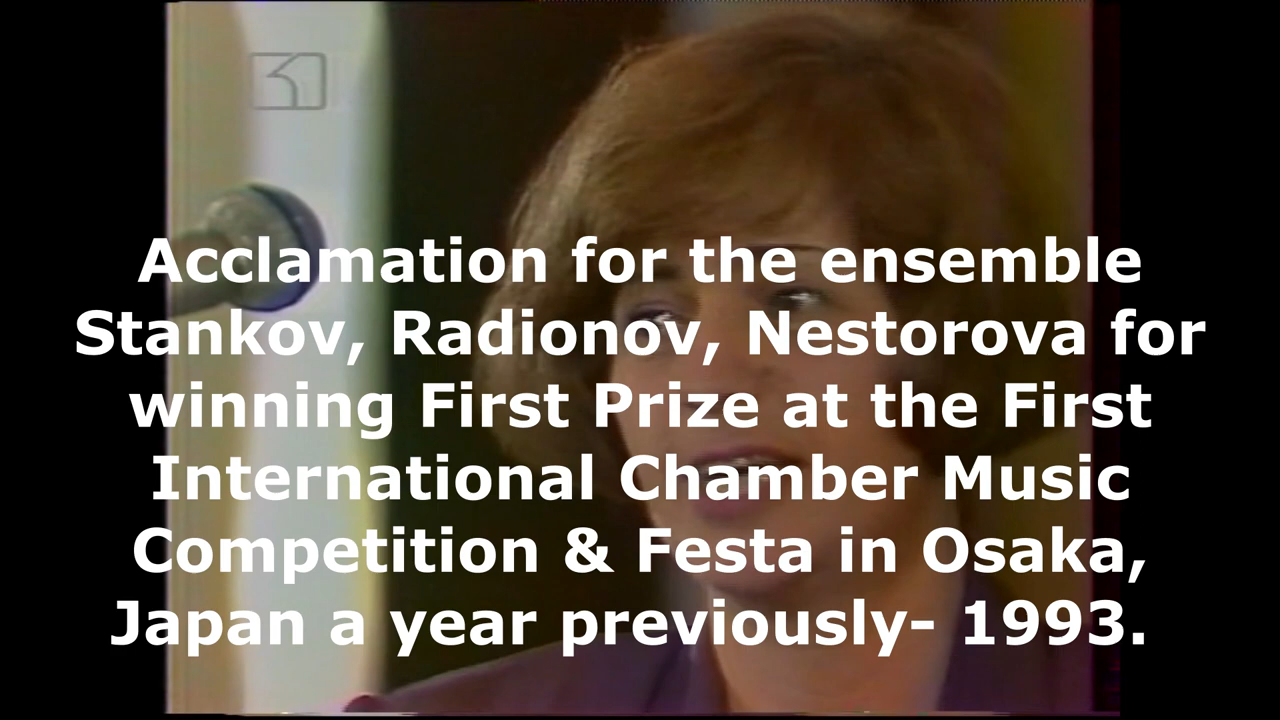 Acclamation for the ensemble
Stankov, Radionov, Nestorova for
winning First Prize at the First
International Chamber Music
Competition & Festa in Osaka,
Japan a year previously- 1993.